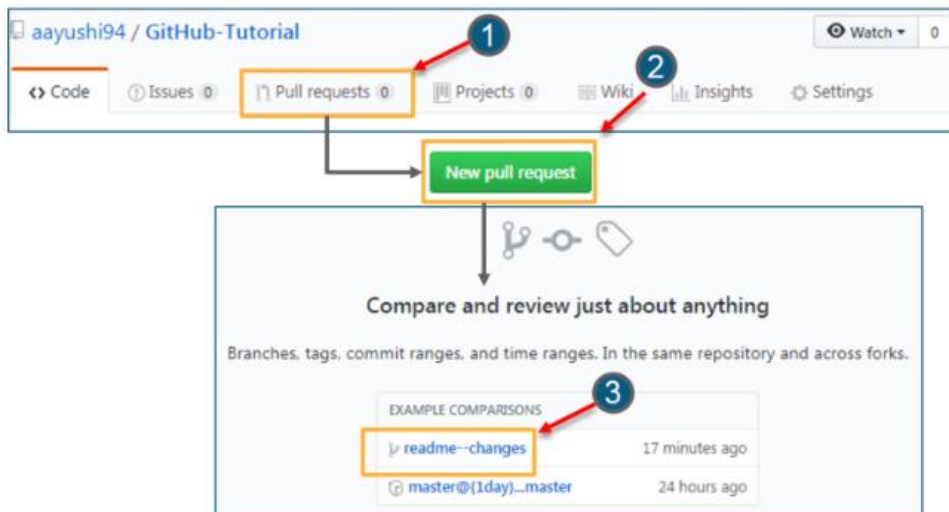 aayushi94 / GitHub-Tutorial
Watch 0
1
2
<> Code Issues 0 Pull requests 0 Projects 0 Wiki Insights Settings
New pull request
Compare and review just about anything
Branches, tags, commit ranges, and time ranges. In the same repository and across forks.
3
EXAMPLE COMPARISONS
readme--changes 17 minutes ago
master@{1day}...master 24 hours ago